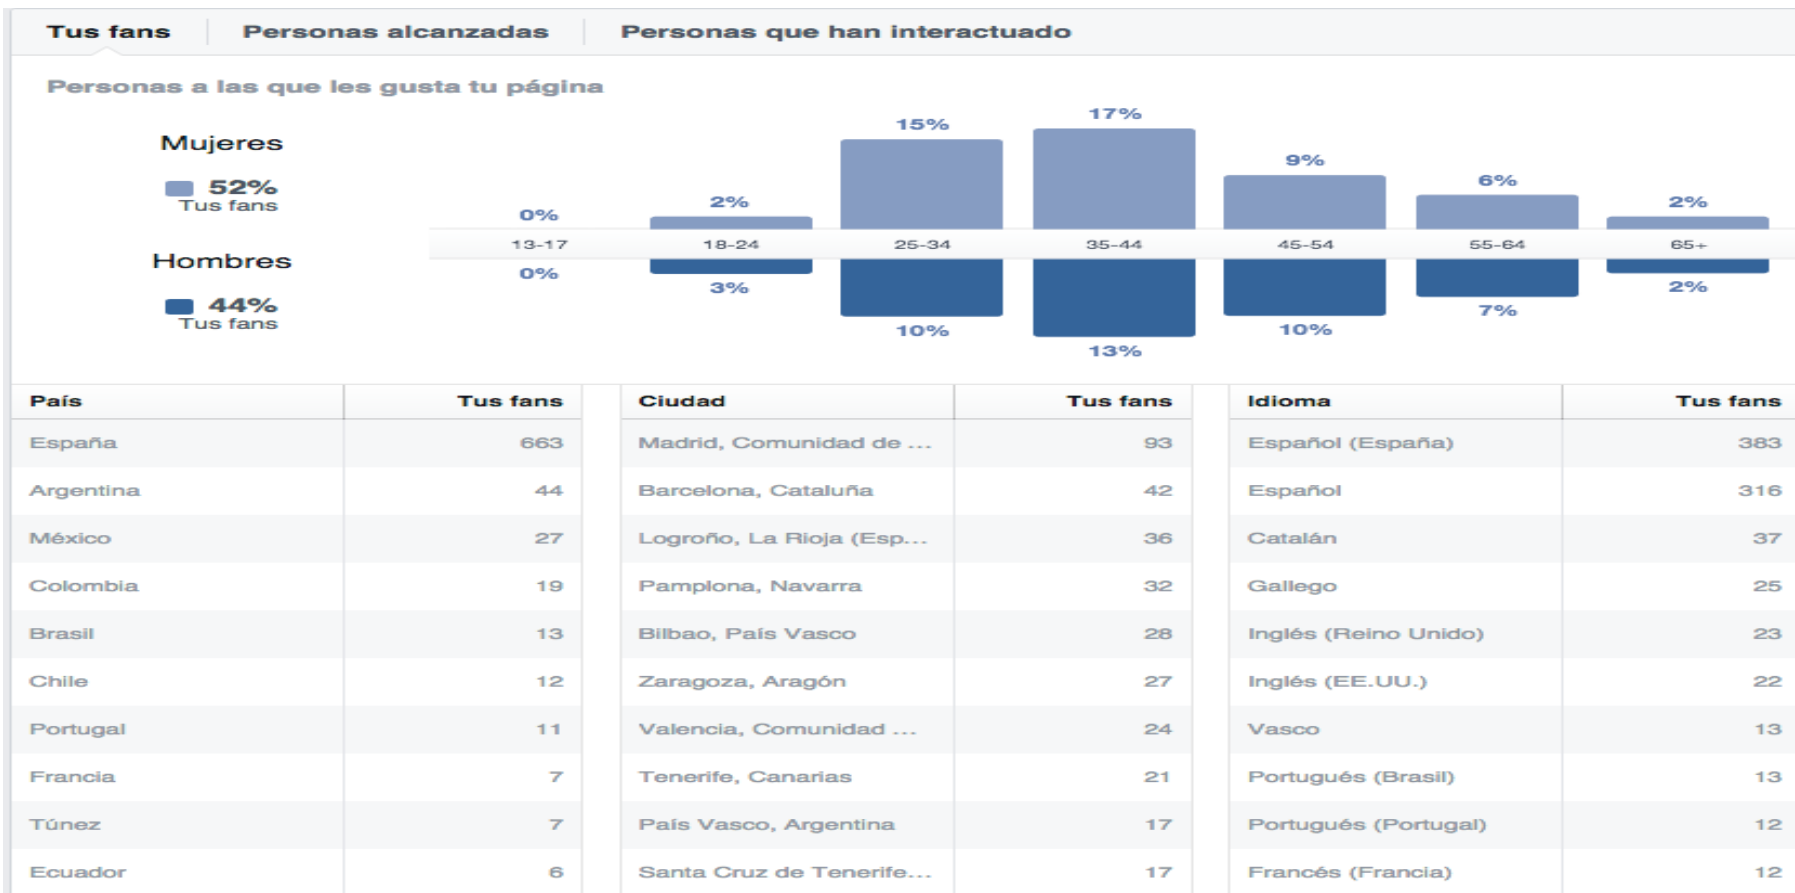 Tus fans Personas alcanzadas Personas que han interactuado
Personas a las que les gusta tu página
Mujeres
52%
Tus fans
Hombres
44%
Tus fans
0% 2% 15% 17% 9% 6% 2%
13-17 18-24 25-34 35-44 45-54 55-64 65+
0% 3% 10% 13% 10% 7% 2%
País Tus fans Ciudad Tus fans Idioma Tus fans
España 663 Madrid, Comunidad de ... 93 Español (España) 383
Argentina 44 Barcelona, Cataluña 42 Español 316
México 27 Logroño, La Rioja (Esp... 36 Catalán 37
Colombia 19 Pamplona, Navarra 32 Gallego 25
Brasil 13 Bilbao, País Vasco 28 Inglés (Reino Unido) 23
Chile 12 Zaragoza, Aragón 27 Inglés (EE.UU.) 22
Portugal 11 Valencia, Comunidad ... 24 Vasco 13
Francia 7 Tenerife, Canarias 21 Portugués (Brasil) 13
Túnez 7 País Vasco, Argentina 17 Portugués (Portugal) 12
Ecuador 6 Santa Cruz de Tenerife... 17 Francés (Francia) 12